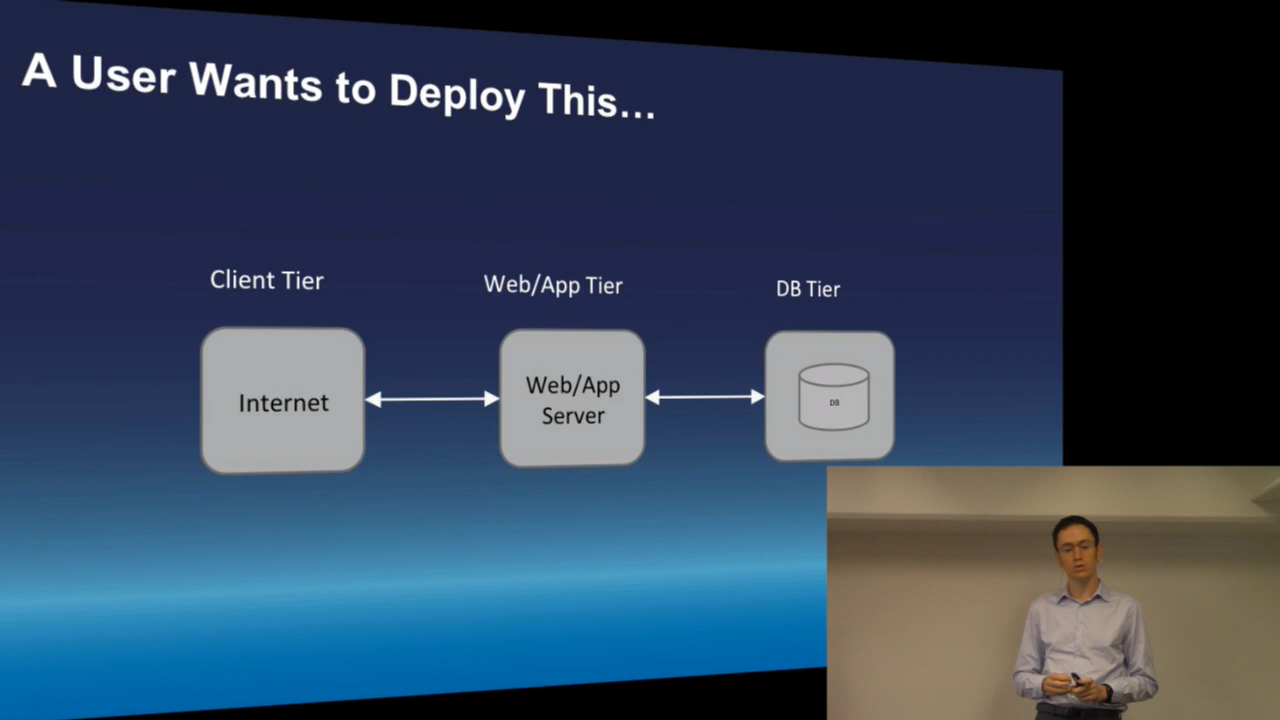 A User Wants to Deploy This...
Client Tier
Web/App Tier
DB Tier
Internet
Web/App
Server
DB